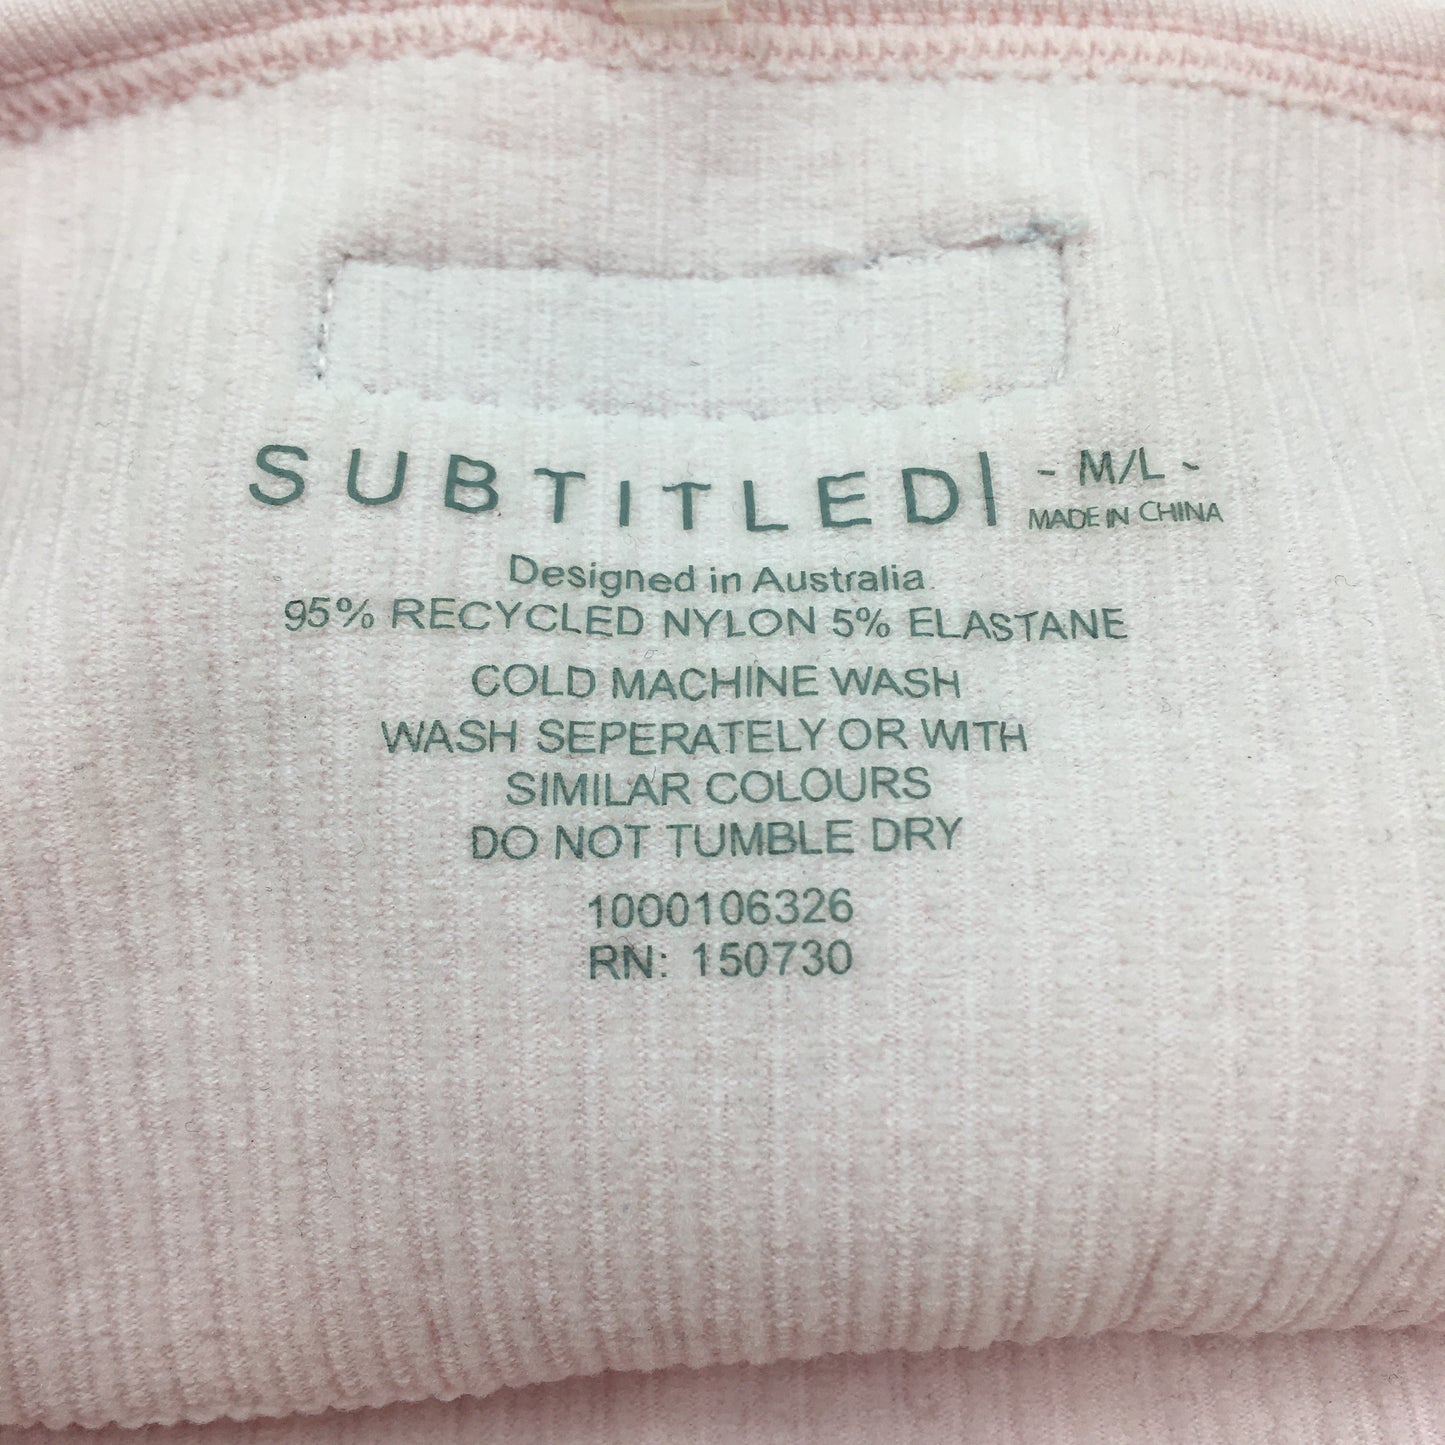 SUBTITLED| - M/L -
MADE IN CHINA
Designed in Australia
95% RECYCLED NYLON 5% ELASTANE
COLD MACHINE WASH
WASH SEPERATELY OR WITH
SIMILAR COLOURS
DO NOT TUMBLE DRY
1000106326
RN: 150730